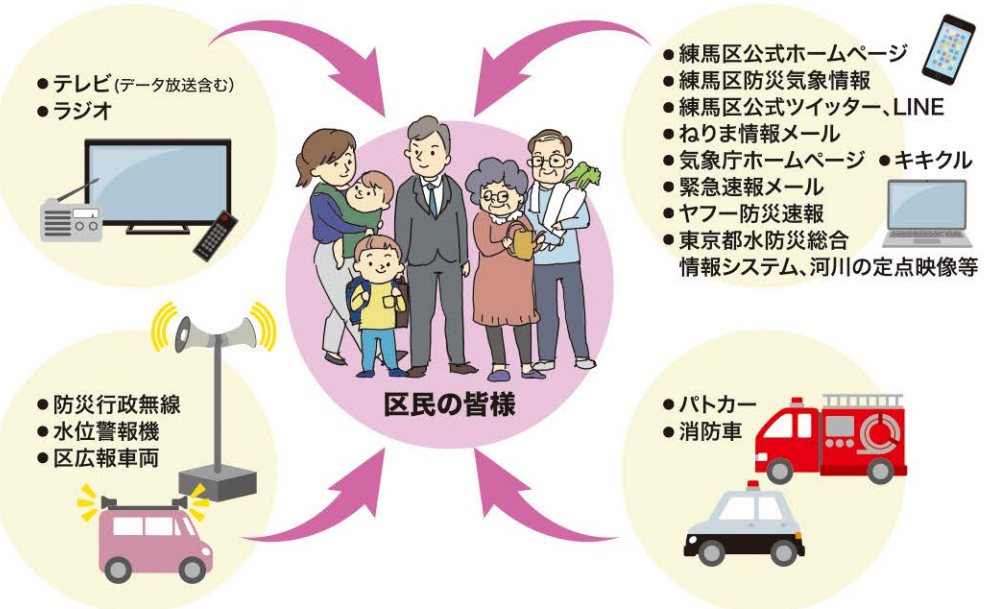 ●テレビ(データ放送含む)
●ラジオ
●練馬区公式ホームページ
●練馬区防災気象情報
●練馬区公式ツイッター、LINE
●ねりま情報メール
●気象庁ホームページ ●キキクル
●緊急速報メール
●ヤフー防災速報
●東京都水防災総合
情報システム、河川の定点映像等
区民の皆様
●防災行政無線
●水位警報機
●区広報車両
●パトカー
●消防車